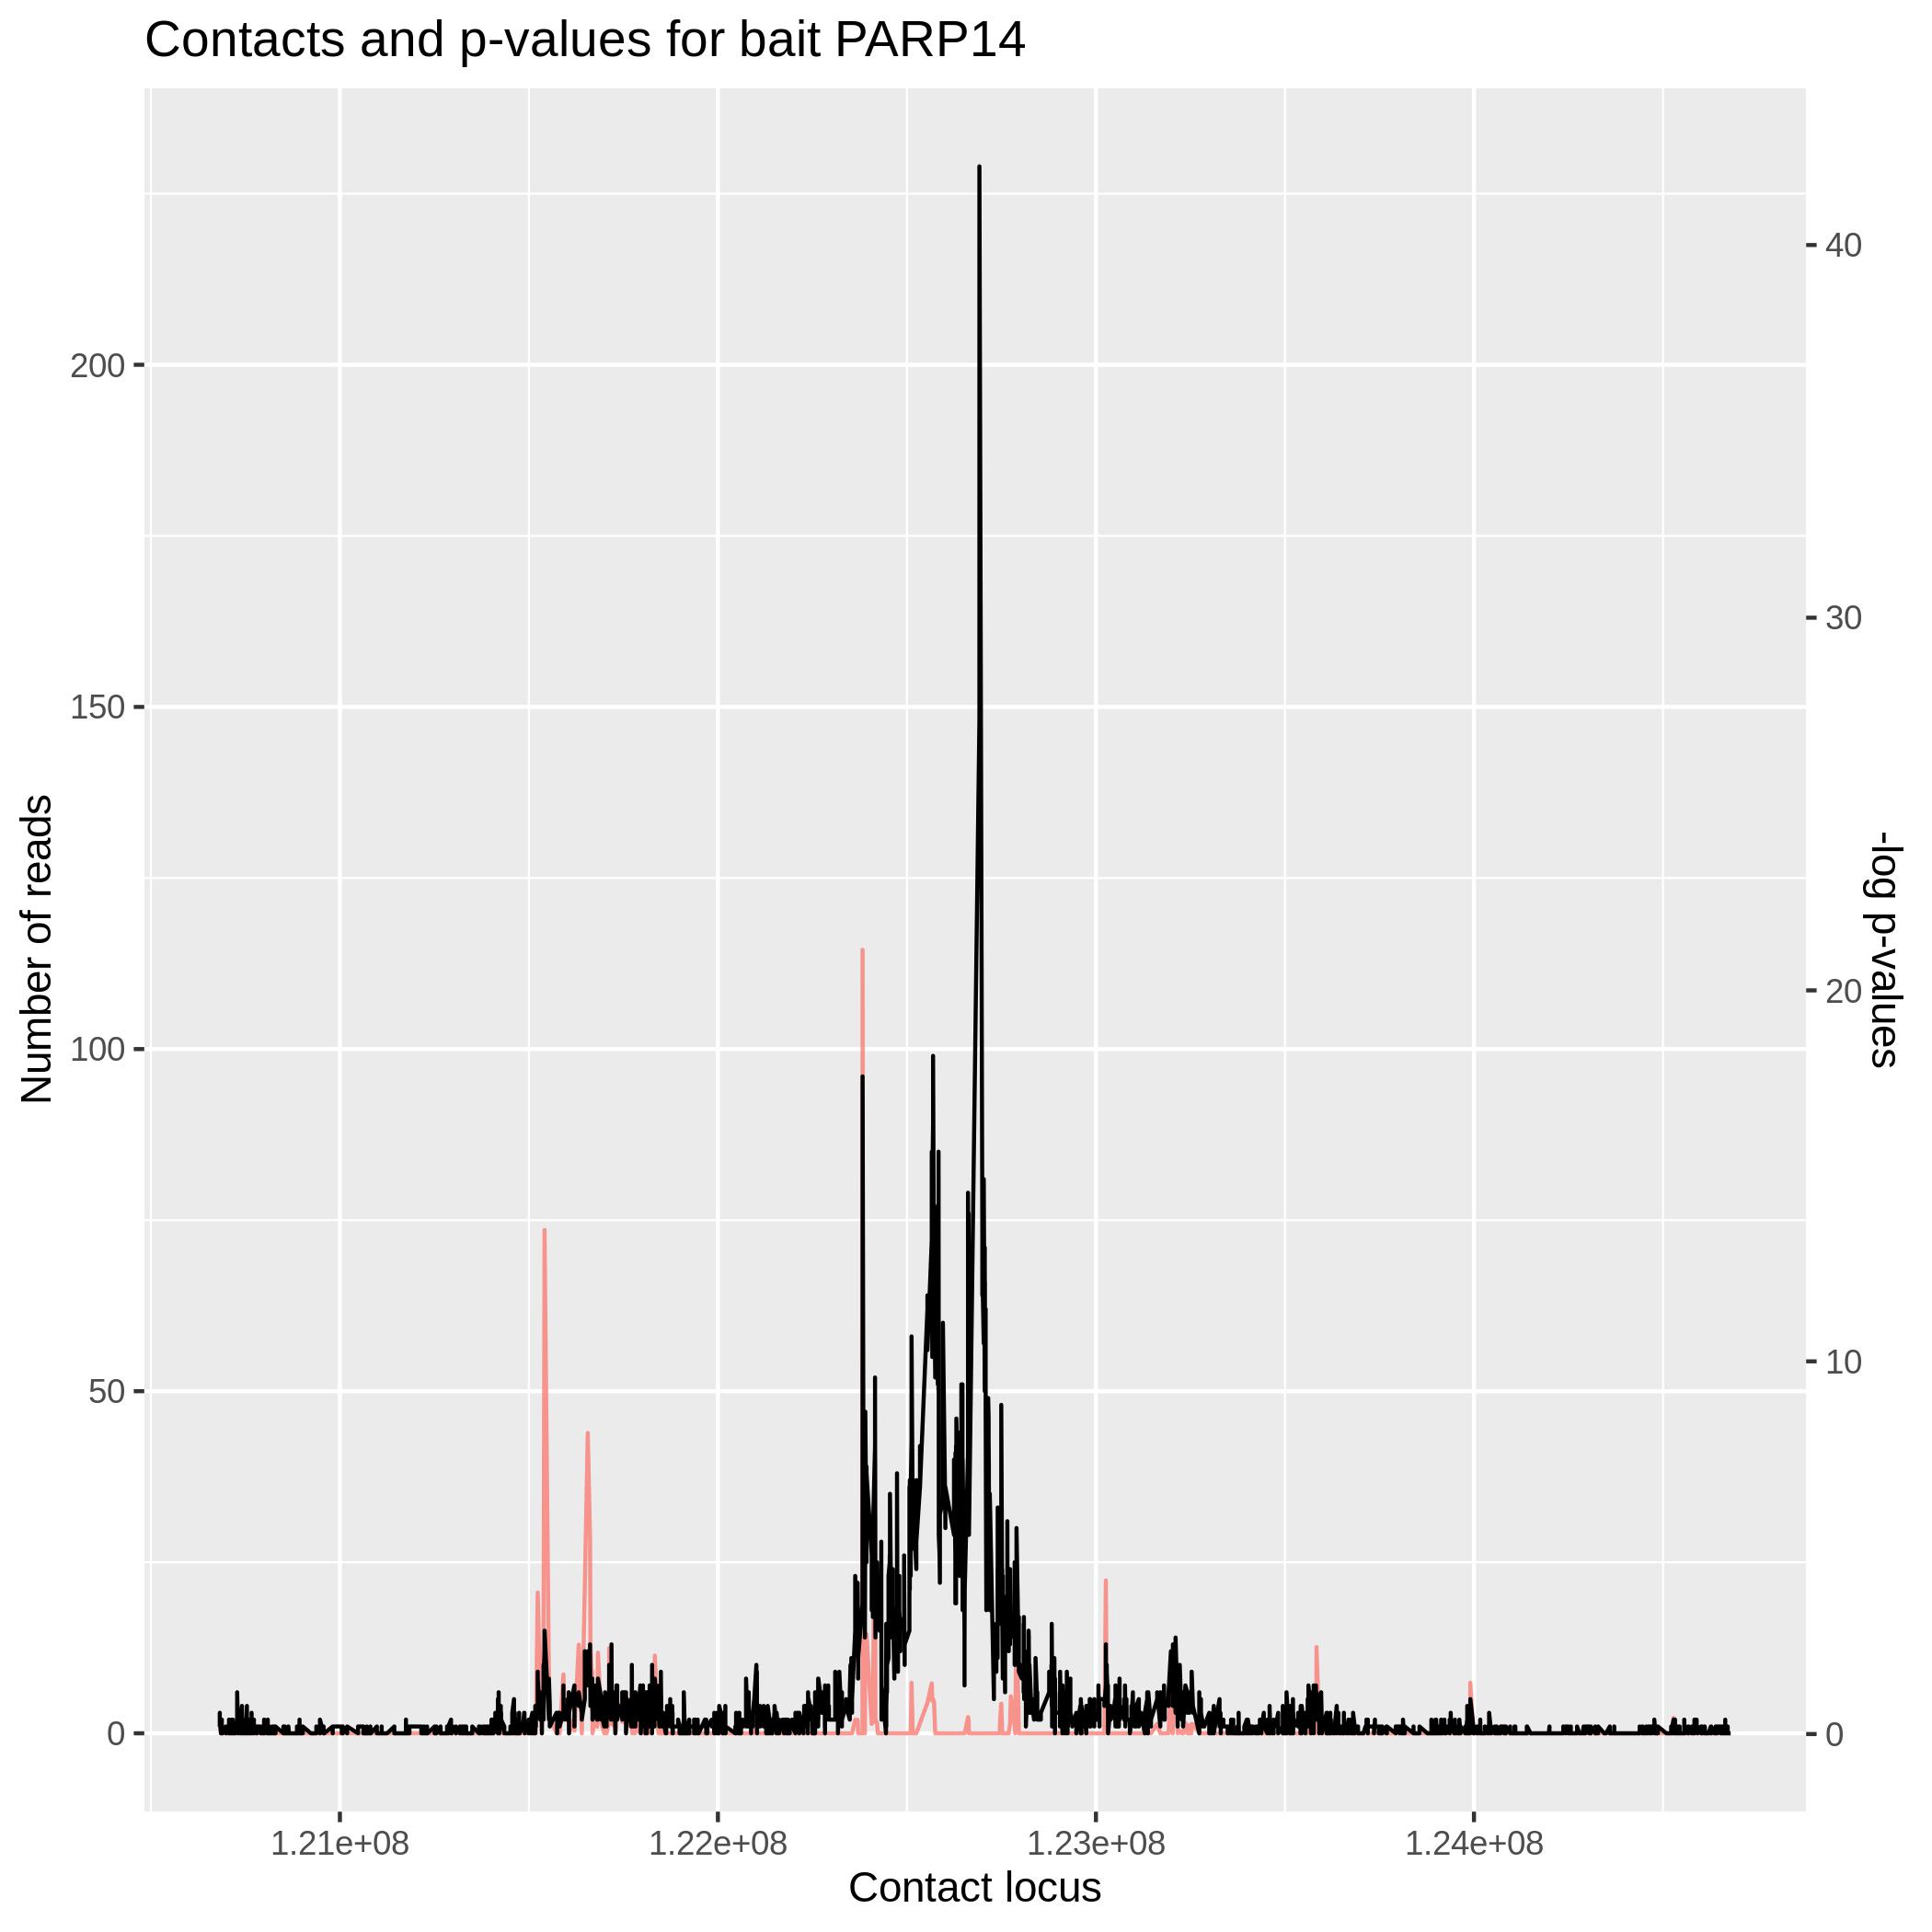 Contacts and p-values for bait PARP14
Number of reads
200
150
100
50
0
40
30
20
10
0
-log p-values
1.21e+08
1.22e+08
1.23e+08
1.24e+08
Contact locus